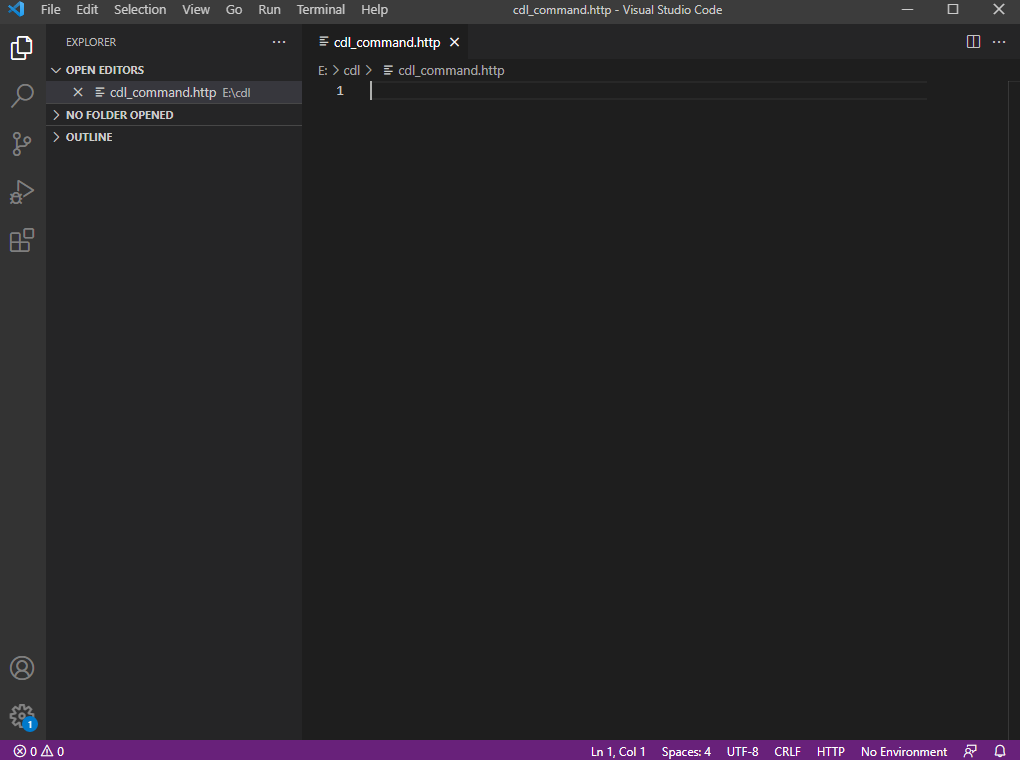 File Edit Selection View Go Run Terminal Help cdl_command.http - Visual Studio Code
EXPLORER
cdl_command.http
OPEN EDITORS
E: cdl cdl_command.http
cdl_command.http E:\cdl
1
NO FOLDER OPENED
OUTLINE
1
0 0 Ln 1, Col 1 Spaces: 4 UTF-8 CRLF HTTP No Environment